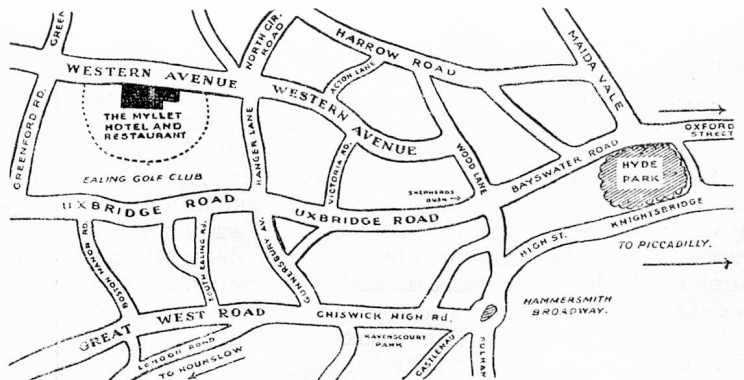 GREEN
NORTH CIR.
ROAD
HARROW ROAD
MAIDA VALE
WESTERN AVENUE
ACTON LANE
WESTERN AVENUE
OXFORD
STREET
THE MYLLET
HOTEL AND
RESTAURANT
GREENFORD RD.
HANGER LANE
VICTORIA RD.
WOOD LANE
BAYSWATER ROAD
HYDE
PARK
EALING GOLF CLUB
SHEPHERDS
BUSH
UXBRIDGE ROAD
UXBRIDGE ROAD
HIGH ST.
KNIGHTSBRIDGE
TO PICCADILLY.
BOSTON MANOR RD.
SOUTH EALING RD.
GUNNERSBURY AV.
GREAT WEST ROAD
CHISWICK HIGH RD.
HAMMERSMITH
BROADWAY.
LONDON ROAD
TO HOUNSLOW
RAVENSCOURT
PARK
CASTLENAU
FULHAM